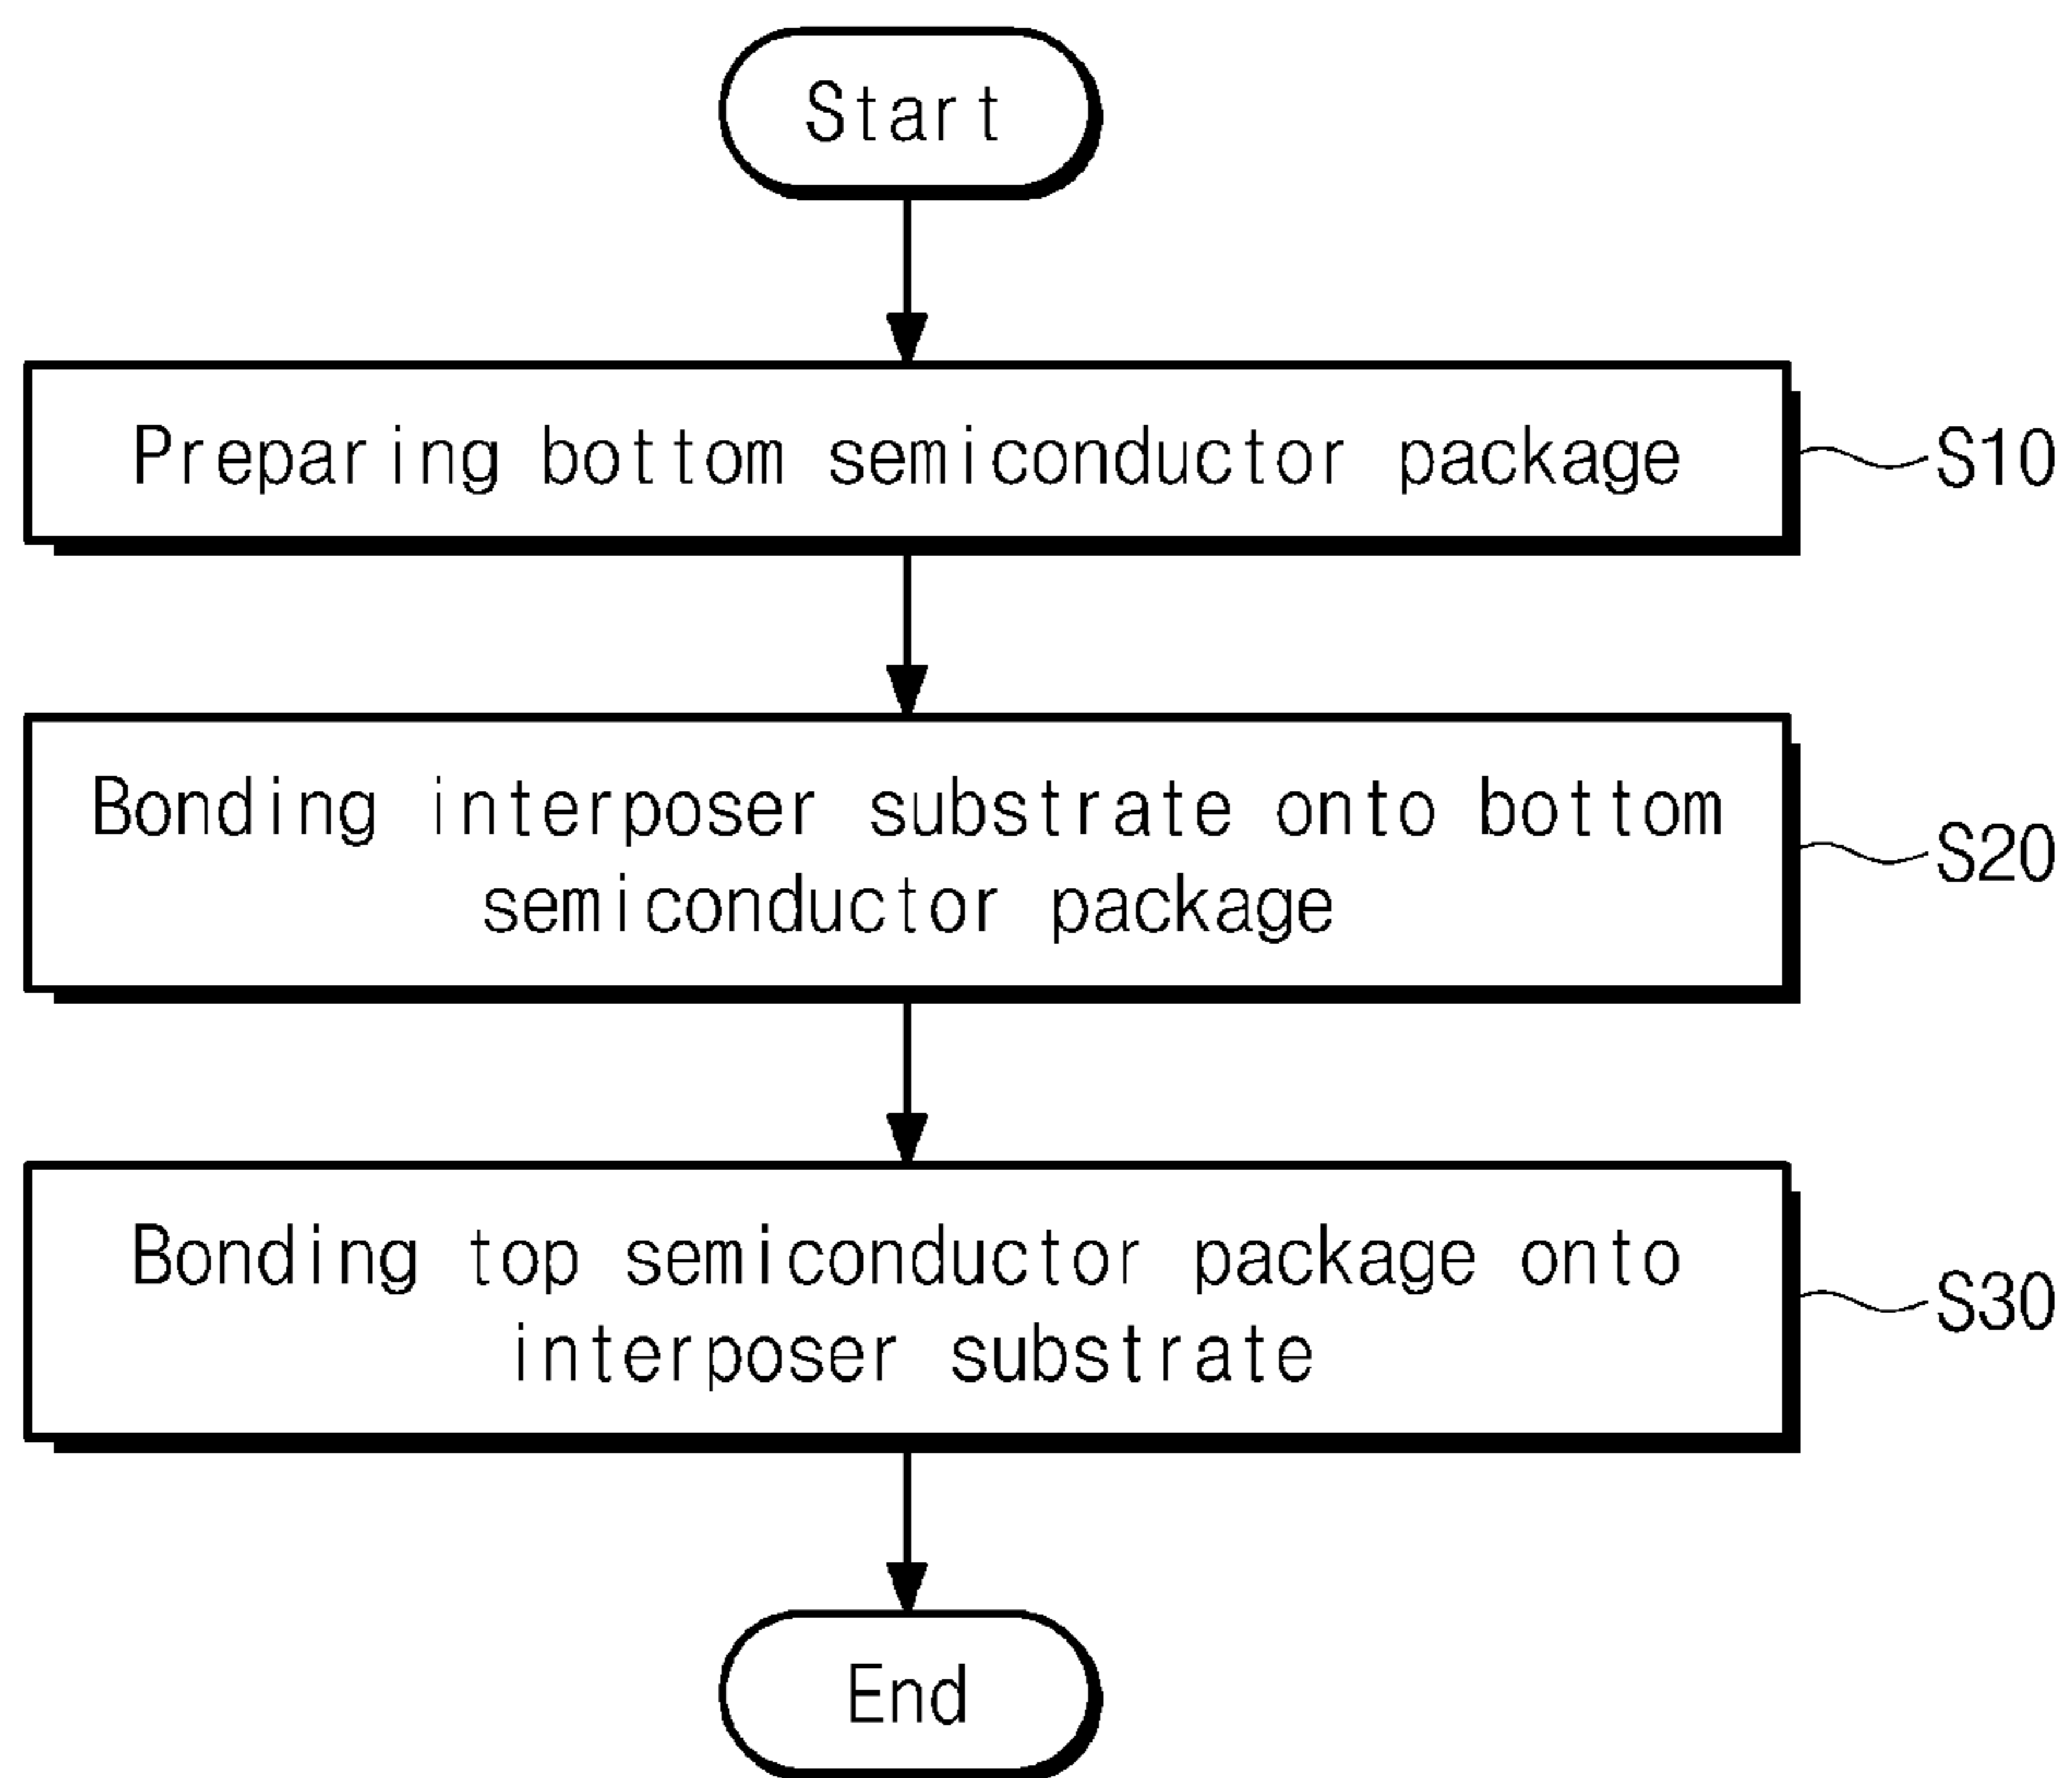 Start
Preparing bottom semiconductor package
S10
Bonding interposer substrate onto bottom
semiconductor package
S20
Bonding top semiconductor package onto
interposer substrate
S30
End